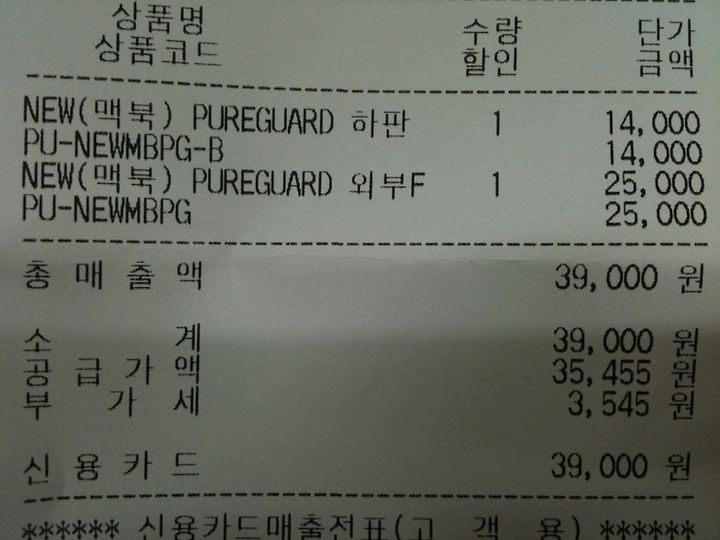 상품명 수량 단가
상품코드 할인 금액
NEW(맥북) PUREGUARD 하판 1 14,000
PU-NEWMBPG-B 14,000
NEW(맥북) PUREGUARD 외부F 1 25,000
PU-NEWMBPG 25,000
총 매 출 액 39,000 원
소 계 39,000 원
공 급 가 액 35,455 원
부 가 세 3,545 원
신 용 카 드 39,000 원
****** 신용카드매출전표(고 객 용) ******